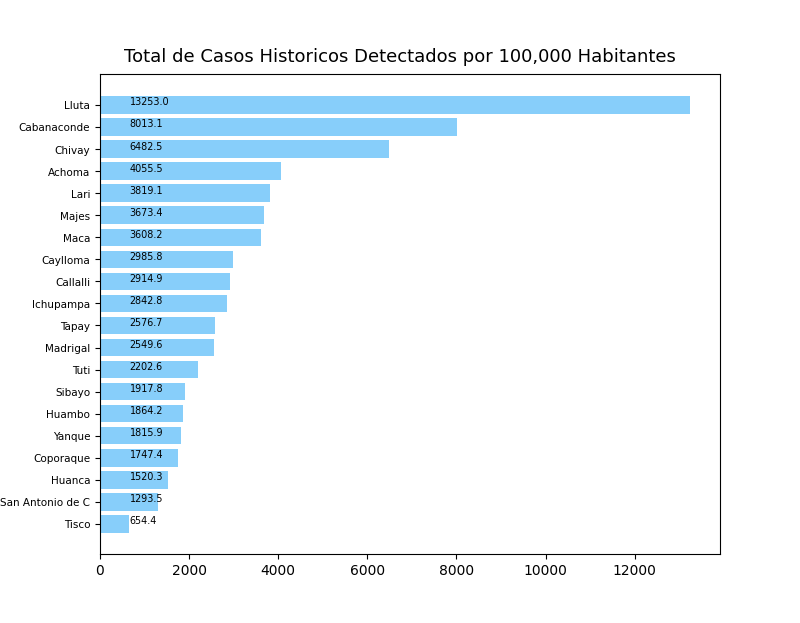 Total de Casos Historicos Detectados por 100,000 Habitantes
Lluta 13253.0
Cabanaconde 8013.1
Chivay 6482.5
Achoma 4055.5
Lari 3819.1
Majes 3673.4
Maca 3608.2
Caylloma 2985.8
Callalli 2914.9
Ichupampa 2842.8
Tapay 2576.7
Madrigal 2549.6
Tuti 2202.6
Sibayo 1917.8
Huambo 1864.2
Yanque 1815.9
Coporaque 1747.4
Huanca 1520.3
San Antonio de C 1293.5
Tisco 654.4
0 2000 4000 6000 8000 10000 12000